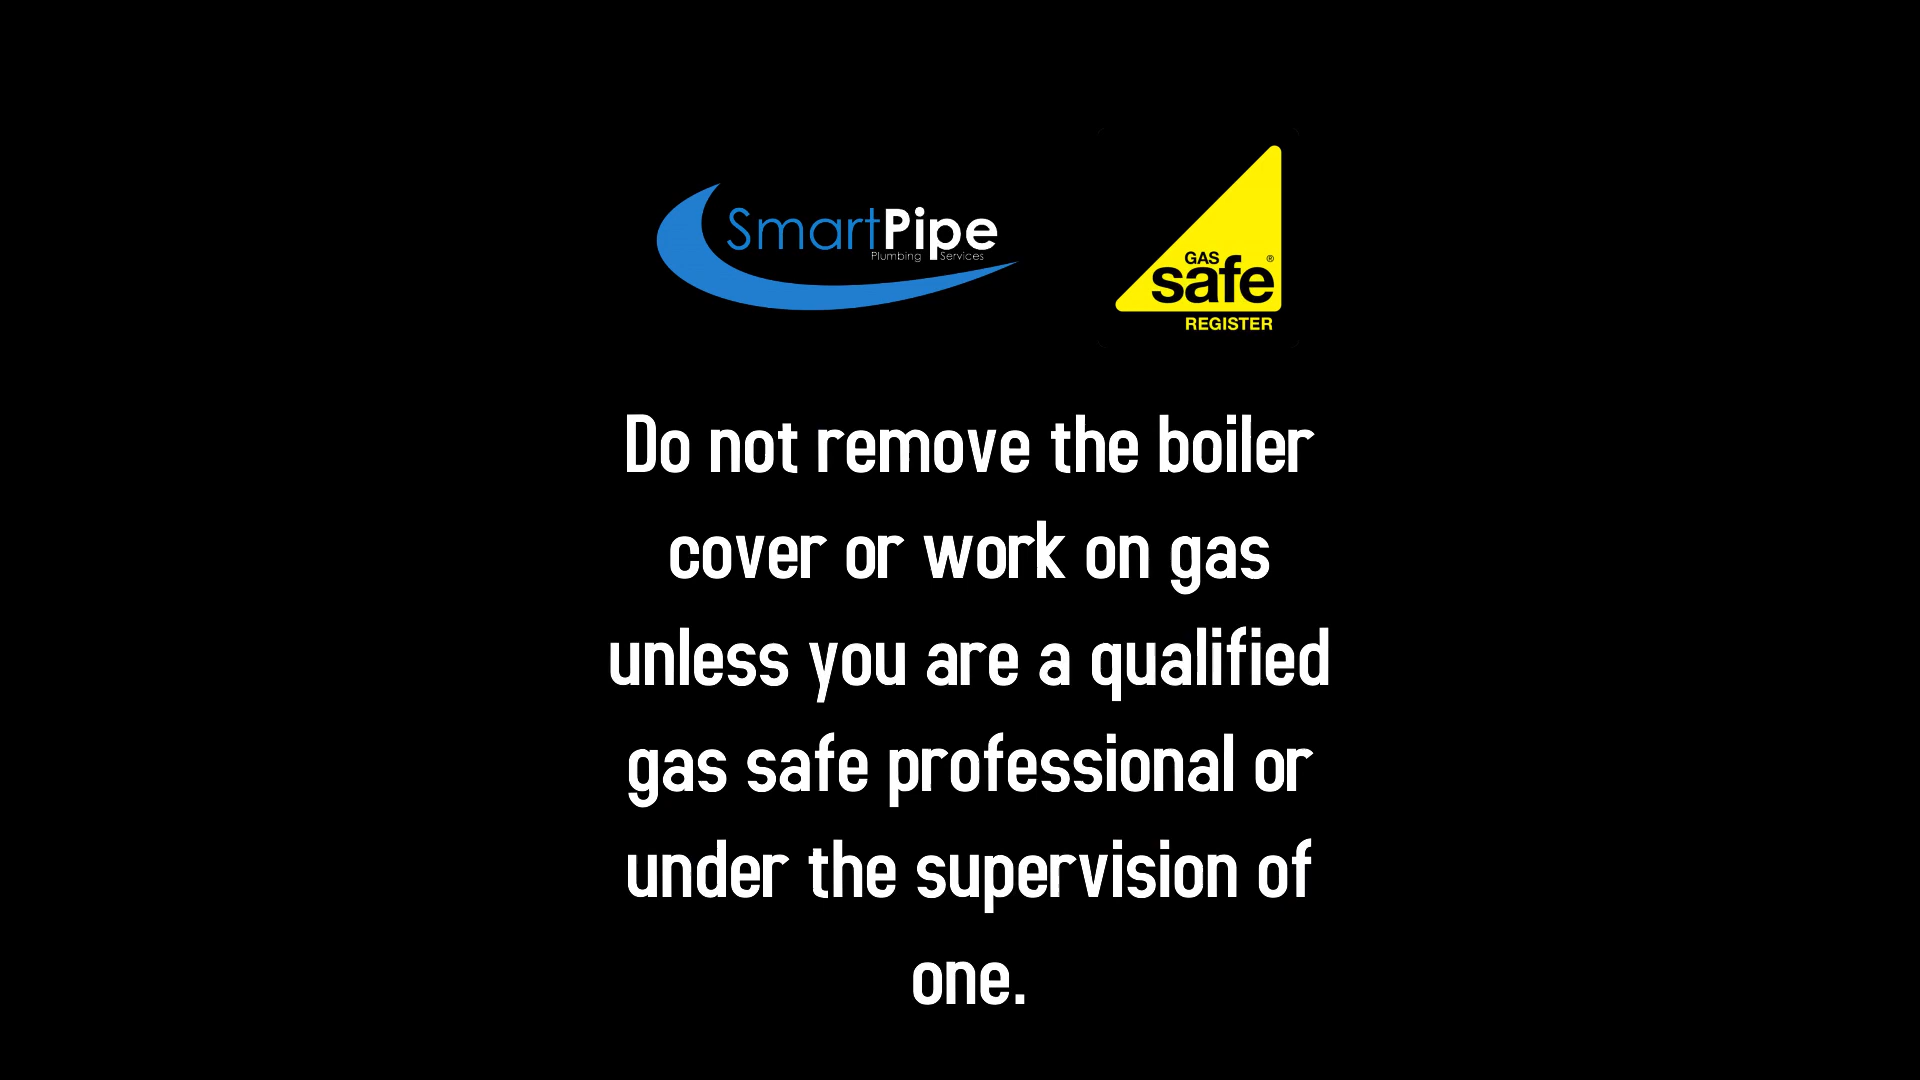 SmartPipe
Plumbing Services
GAS
safe®
REGISTER
Do not remove the boiler
cover or work on gas
unless you are a qualified
gas safe professional or
under the supervision of
one.